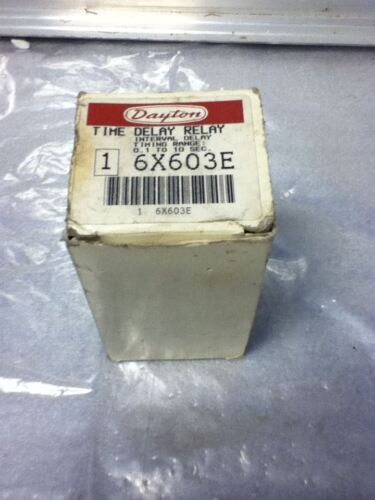 Dayton
TIME DELAY RELAY
INTERVAL DELAY
TIMING RANGE:
0.1 TO 10 SEC.
1 6X603E
1 6X603E